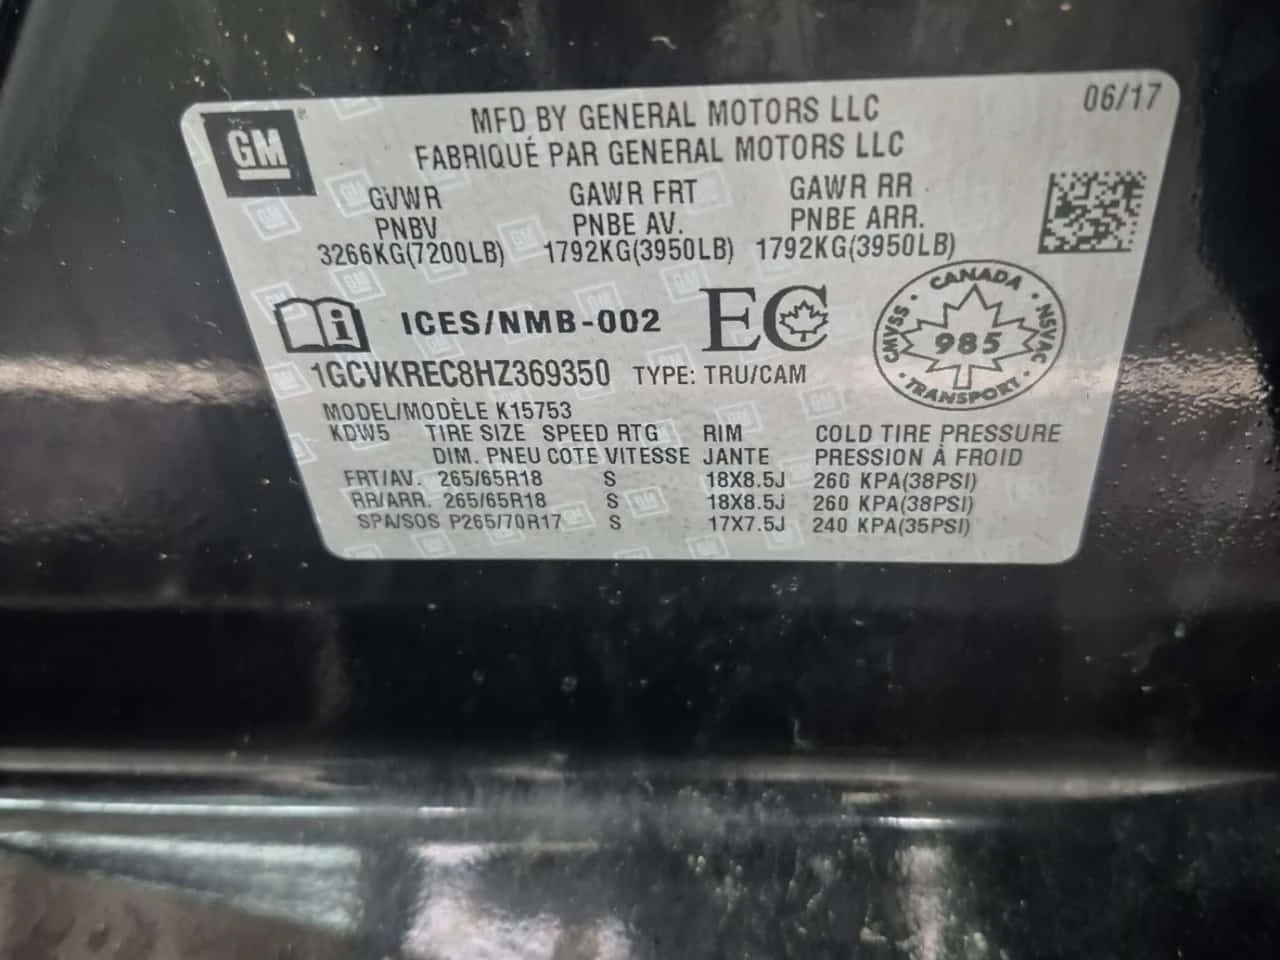 GM
06/17
MFD BY GENERAL MOTORS LLC
FABRIQUÉ PAR GENERAL MOTORS LLC
GVWR GAWR FRT GAWR RR
PNBV PNBE AV. PNBE ARR.
3266KG(7200LB) 1792KG(3950LB) 1792KG(3950LB)
ICES/NMB-002 EC
CANADA
CMVSS 985 NSVAC
TRANSPORT
1GCVKREC8HZ369350 TYPE: TRU/CAM
MODEL/MODÈLE K15753
KDW5 TIRE SIZE SPEED RTG RIM COLD TIRE PRESSURE
DIM. PNEU COTE VITESSE JANTE PRESSION À FROID
FRT/AV. 265/65R18 S 18X8.5J 260 KPA(38PSI)
RR/ARR. 265/65R18 S 18X8.5J 260 KPA(38PSI)
SPA/SOS P265/70R17 S 17X7.5J 240 KPA(35PSI)